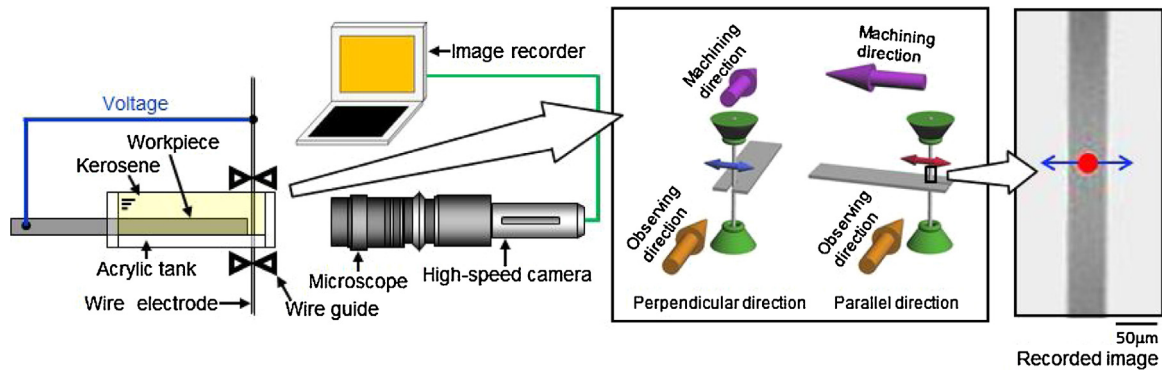 Voltage
Workpiece
Kerosene
Acrylic tank
Wire electrode
Wire guide
Image recorder
Microscope
High-speed camera
Machining
direction
Observing
direction
Perpendicular direction
Machining
direction
Observing
direction
Parallel direction
50μm
Recorded image